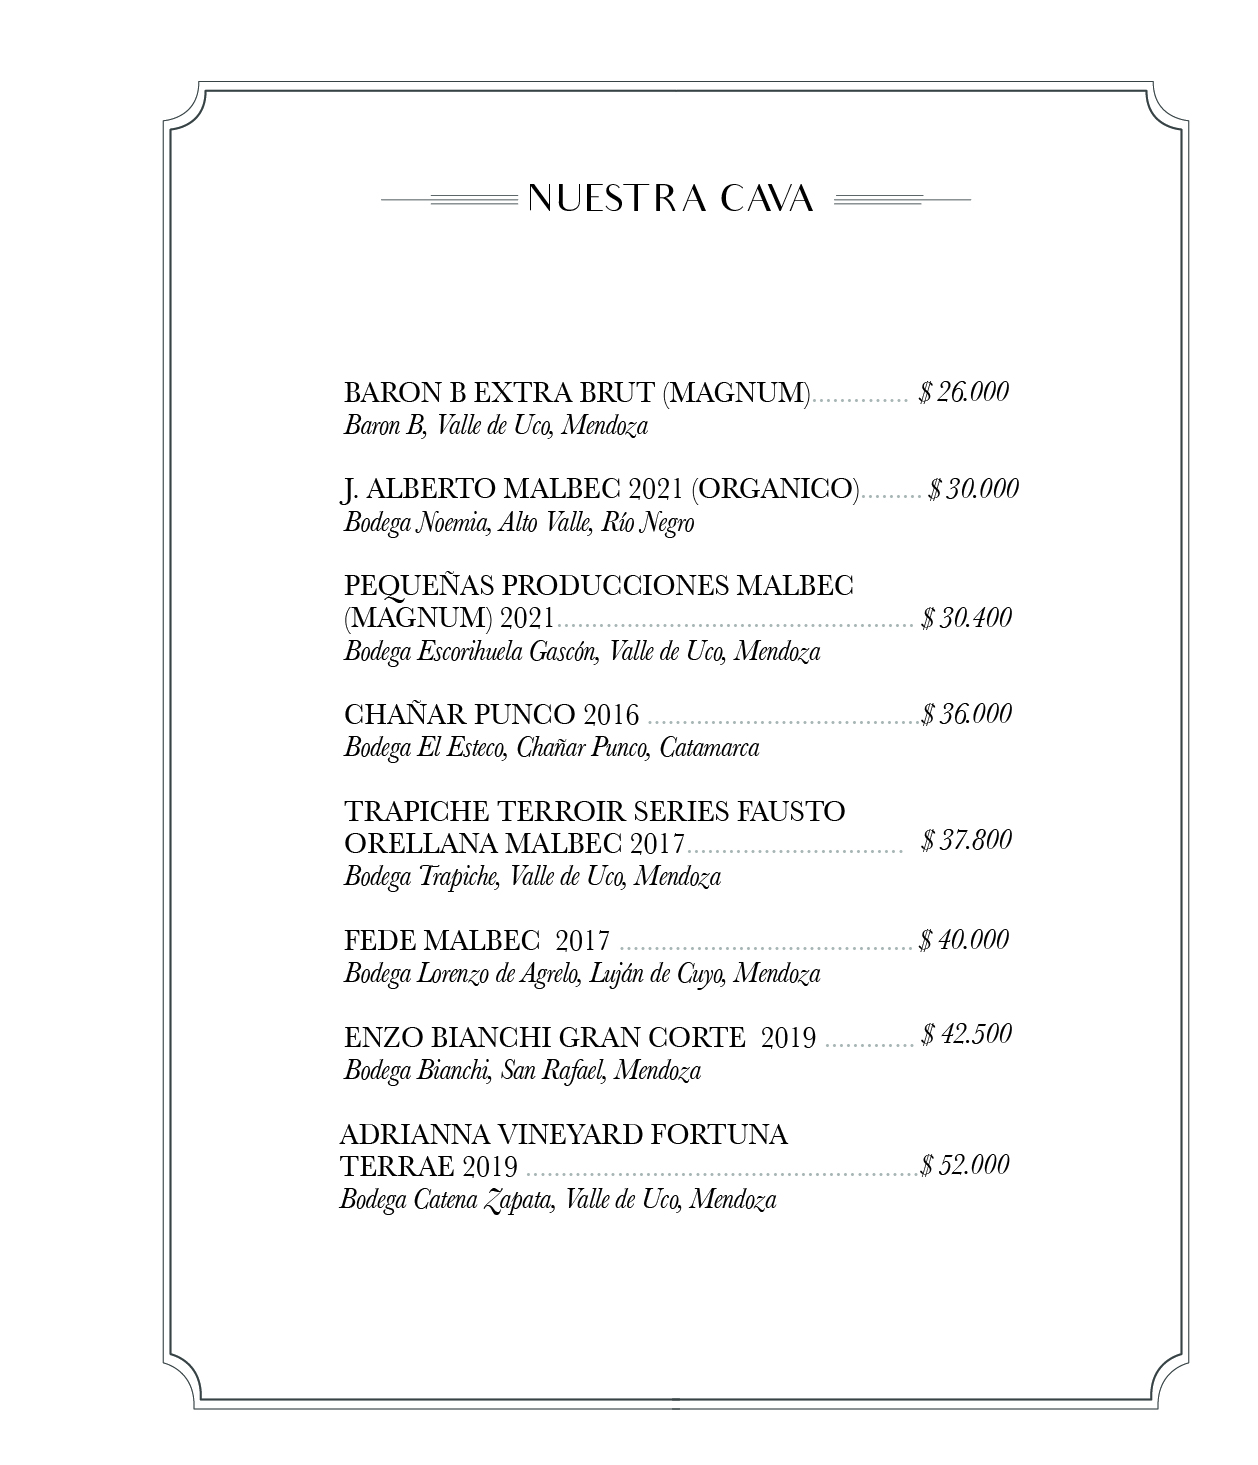 NUESTRA CAVA
BARON B EXTRA BRUT (MAGNUM).............. $ 26.000
Baron B, Valle de Uco, Mendoza
J. ALBERTO MALBEC 2021 (ORGANICO)......... $ 30.000
Bodega Noemia, Alto Valle, Río Negro
PEQUEÑAS PRODUCCIONES MALBEC
(MAGNUM) 2021................................................... $ 30.400
Bodega Escorihuela Gascón, Valle de Uco, Mendoza
CHAÑAR PUNCO 2016 .......................................$ 36.000
Bodega El Esteco, Chañar Punco, Catamarca
TRAPICHE TERROIR SERIES FAUSTO
ORELLANA MALBEC 2017............................... $ 37.800
Bodega Trapiche, Valle de Uco, Mendoza
FEDE MALBEC 2017 .......................................... $ 40.000
Bodega Lorenzo de Agrelo, Luján de Cuyo, Mendoza
ENZO BIANCHI GRAN CORTE 2019 ............. $ 42.500
Bodega Bianchi, San Rafael, Mendoza
ADRIANNA VINEYARD FORTUNA
TERRAE 2019 .........................................................$ 52.000
Bodega Catena Zapata, Valle de Uco, Mendoza